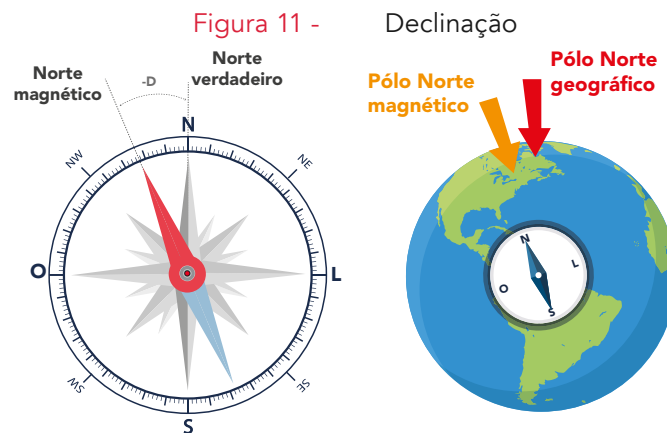 Figura 11 - Declinação
Norte
magnético
-D
Norte
verdadeiro
N
NW
NE
O
L
SW
SE
S
Pólo Norte
magnético
Pólo Norte
geográfico
N
L
O
S